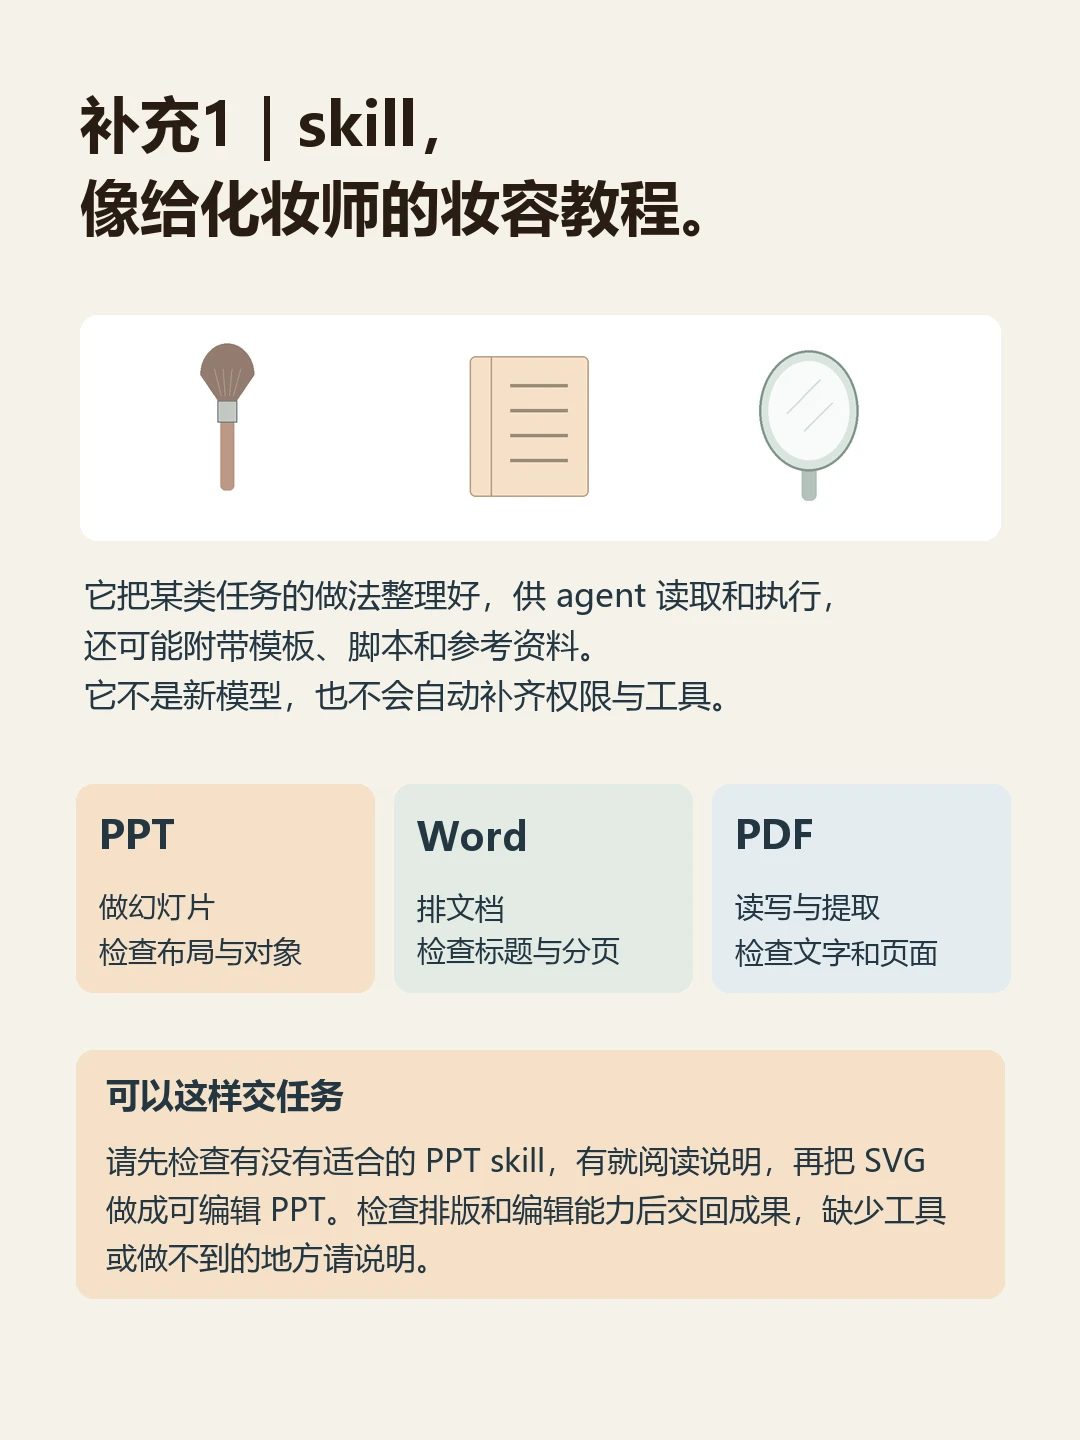 补充1｜skill，
像给化妆师的妆容教程。
它把某类任务的做法整理好，供 agent 读取和执行，
还可能附带模板、脚本和参考资料。
它不是新模型，也不会自动补齐权限与工具。
PPT
做幻灯片
检查布局与对象
Word
排文档
检查标题与分页
PDF
读写与提取
检查文字和页面
可以这样交任务
请先检查有没有适合的 PPT skill，有就阅读说明，再把 SVG
做成可编辑 PPT。检查排版和编辑能力后交回成果，缺少工具
或做不到的地方请说明。